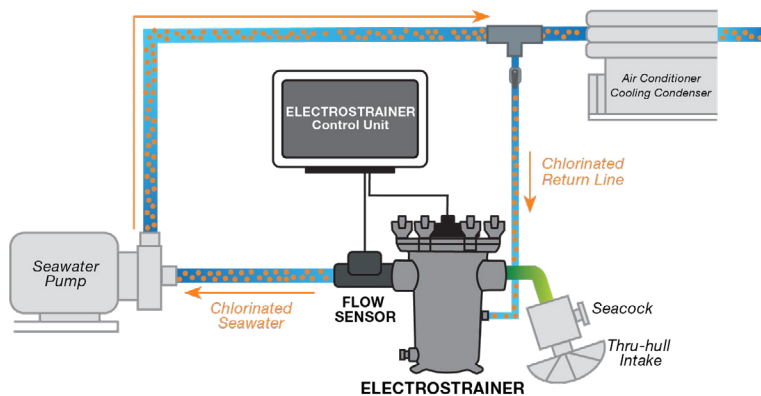 Air Conditioner
Cooling Condenser
ELECTROSTRAINER
Control Unit
Chlorinated
Return Line
Seawater
Pump
Chlorinated
Seawater
FLOW
SENSOR
Seacock
Thru-hull
Intake
ELECTROSTRAINER